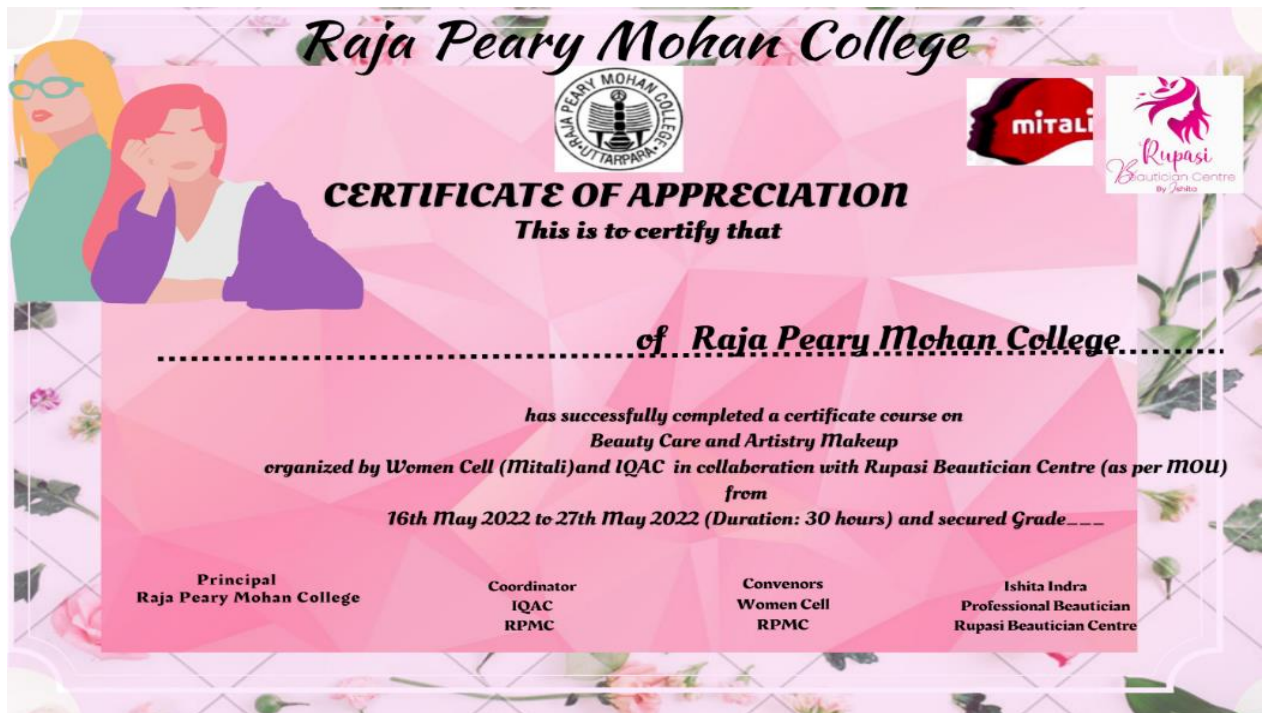 Raja Peary Mohan College
RAJA PEARY MOHAN COLLEGE
UTTARPARA
mitali
Rupasi
Beautician Centre
By Ishita
CERTIFICATE OF APPRECIATION
This is to certify that
of Raja Peary Mohan College
has successfully completed a certificate course on
Beauty Care and Artistry Makeup
organized by Women Cell (Mitali)and IQAC in collaboration with Rupasi Beautician Centre (as per MOU)
from
16th May 2022 to 27th May 2022 (Duration: 30 hours) and secured Grade___
Principal
Raja Peary Mohan College
Coordinator
IQAC
RPMC
Convenors
Women Cell
RPMC
Ishita Indra
Professional Beautician
Rupasi Beautician Centre